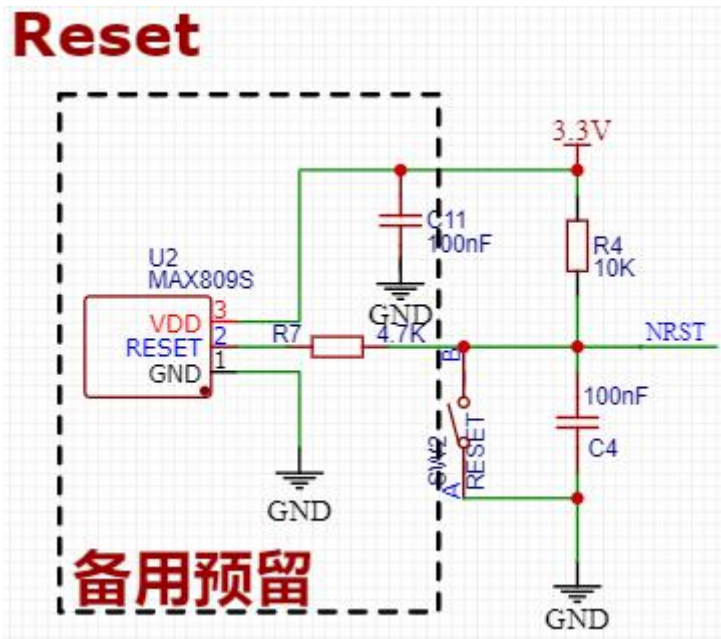 Reset
3.3V
C11
100nF
R4
10K
GND
U2
MAX809S
VDD 3
RESET 2
GND 1
R7 4.7K
NRST
B
100nF
C4
SW2
RESET
A
GND
备用预留
GND